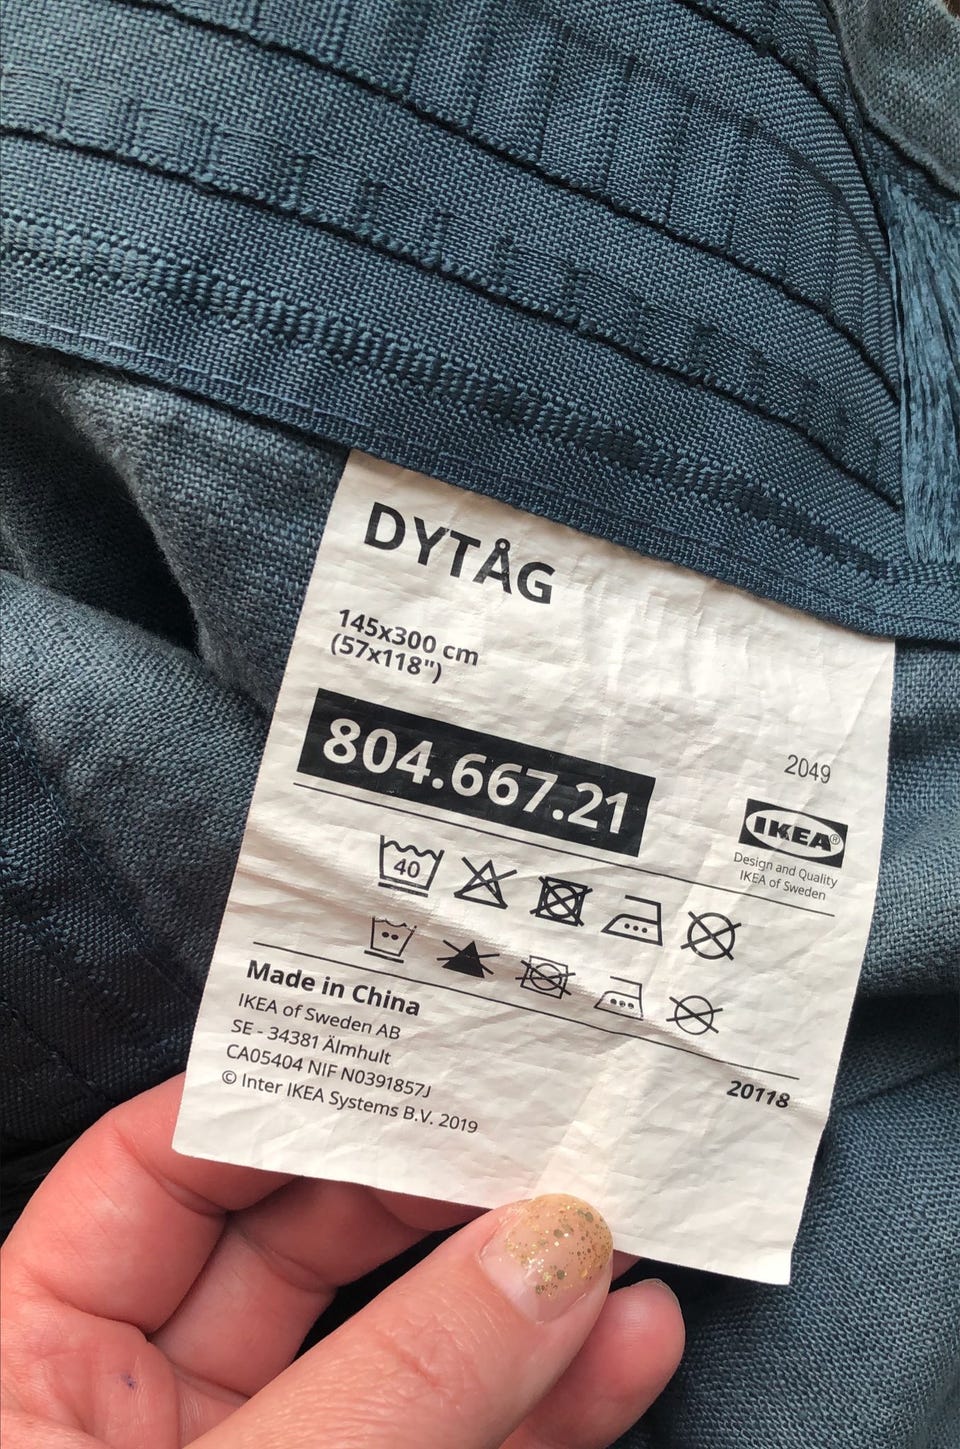 DYTÅG
145x300 cm
(57x118")
804.667.21
2049
IKEA®
Design and Quality
IKEA of Sweden
40
Made in China
IKEA of Sweden AB
SE - 34381 Älmhult
CA05404 NIF N0391857J
© Inter IKEA Systems B.V. 2019
20118